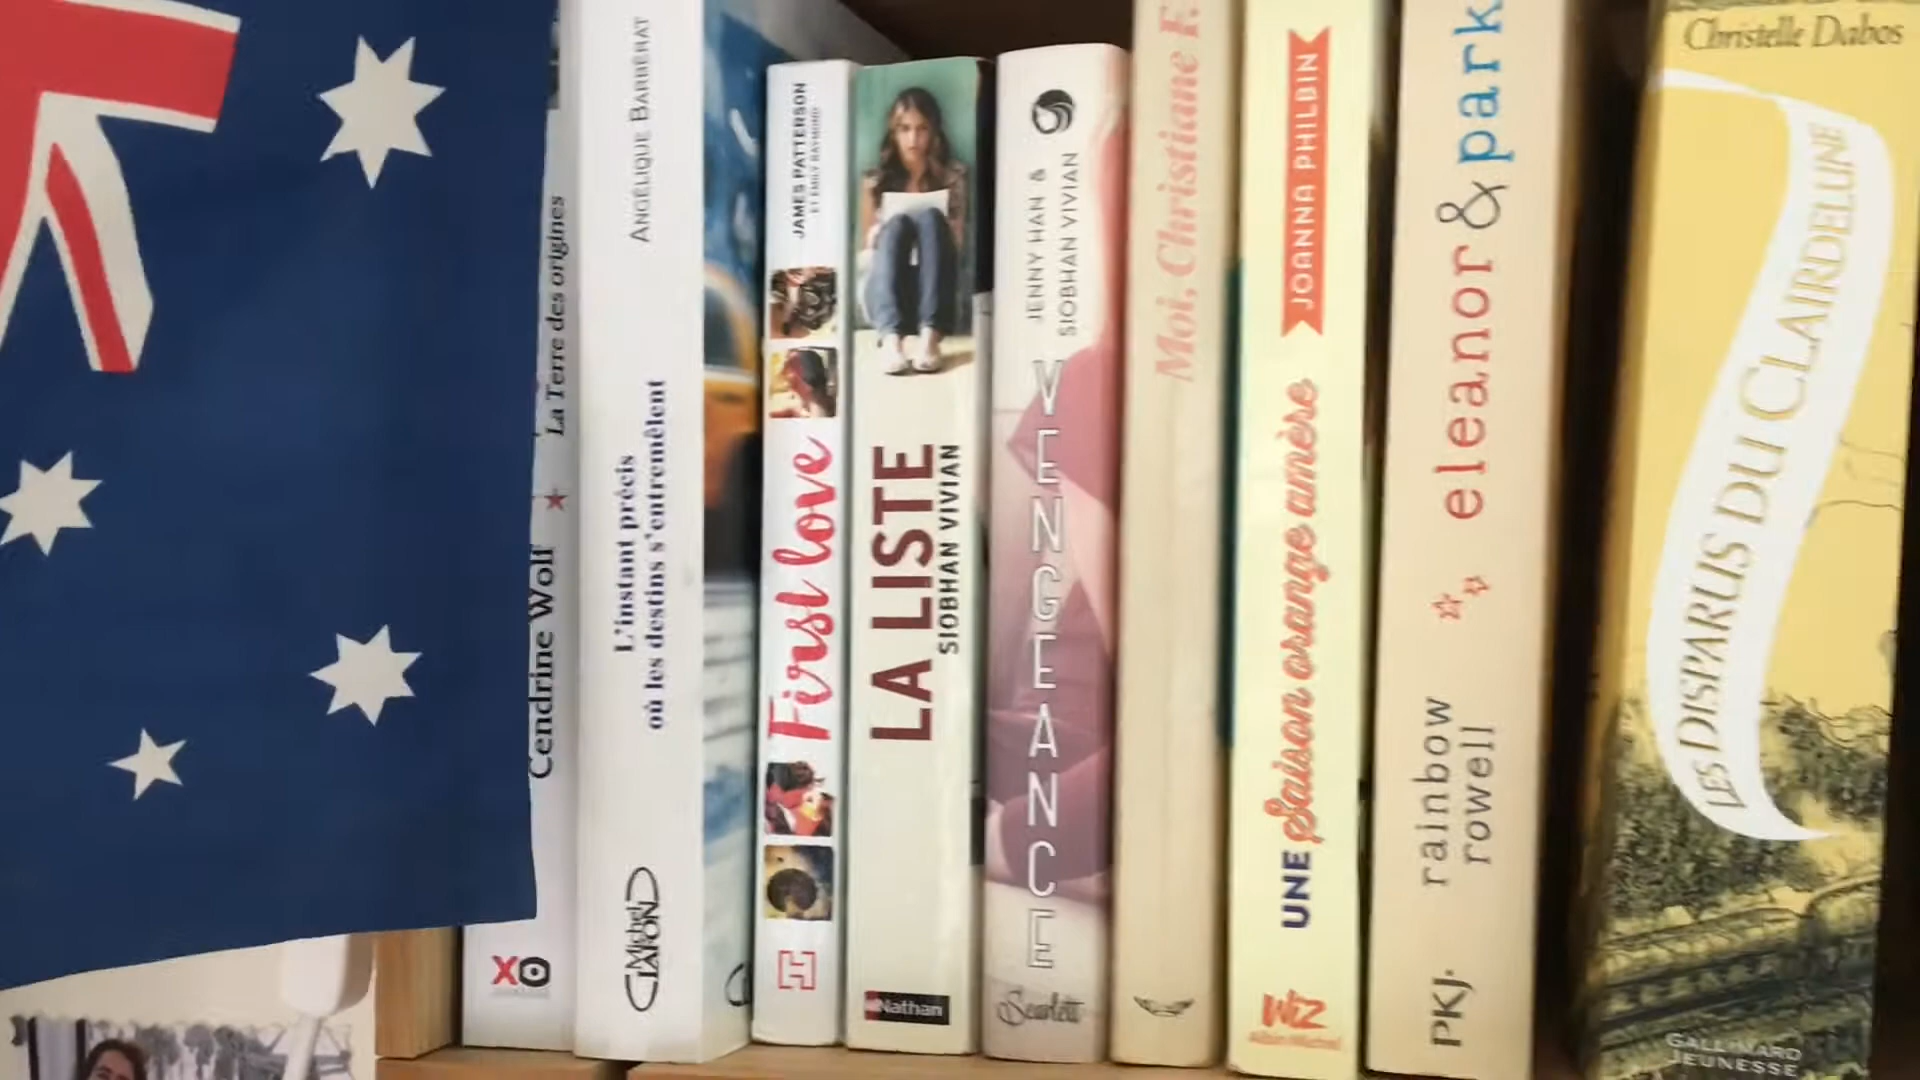 Cendrine Wolf
La Terre des origines
XO
ANGÉLIQUE BARBÉRAT
L'instant précis
où les destins s'entremêlent
Michel
LAFON
JAMES PATTERSON
ET EMILY RAYMOND
First love
H
LA LISTE
SIOBHAN VIVIAN
Nathan
JENNY HAN &
SIOBHAN VIVIAN
VENGEANCE
Scarlett
Moi, Christiane F.
JOANNA PHILBIN
UNE Saison orange amère
Wiz
Albin Michel
eleanor & park
rainbow
rowell
PKJ.
Christelle Dabos
LES DISPARUS DU CLAIRDELUNE
GALLIMARD
JEUNESSE